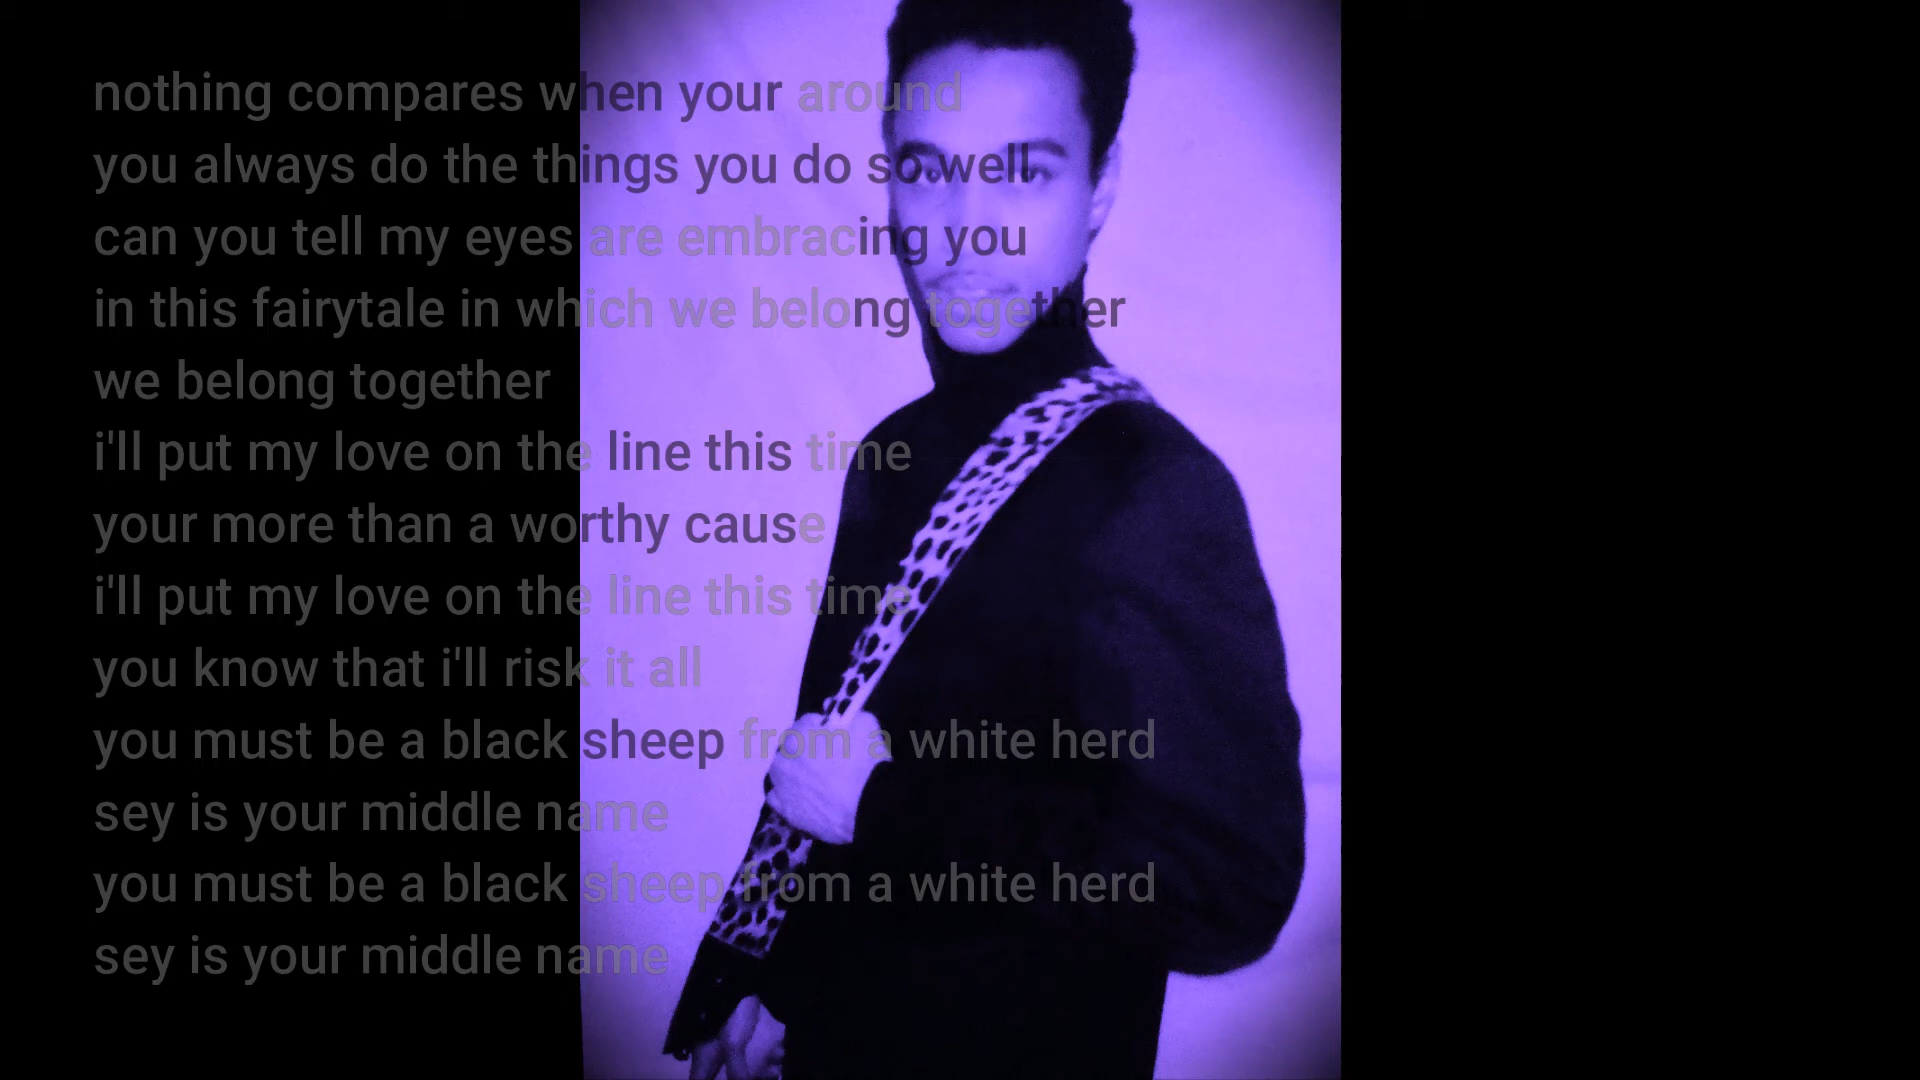 nothing compares when your around
you always do the things you do so well
can you tell my eyes are embracing you
in this fairytale in which we belong together
we belong together
i'll put my love on the line this time
your more than a worthy cause
i'll put my love on the line this time
you know that i'll risk it all
you must be a black sheep from a white herd
sey is your middle name
you must be a black sheep from a white herd
sey is your middle name